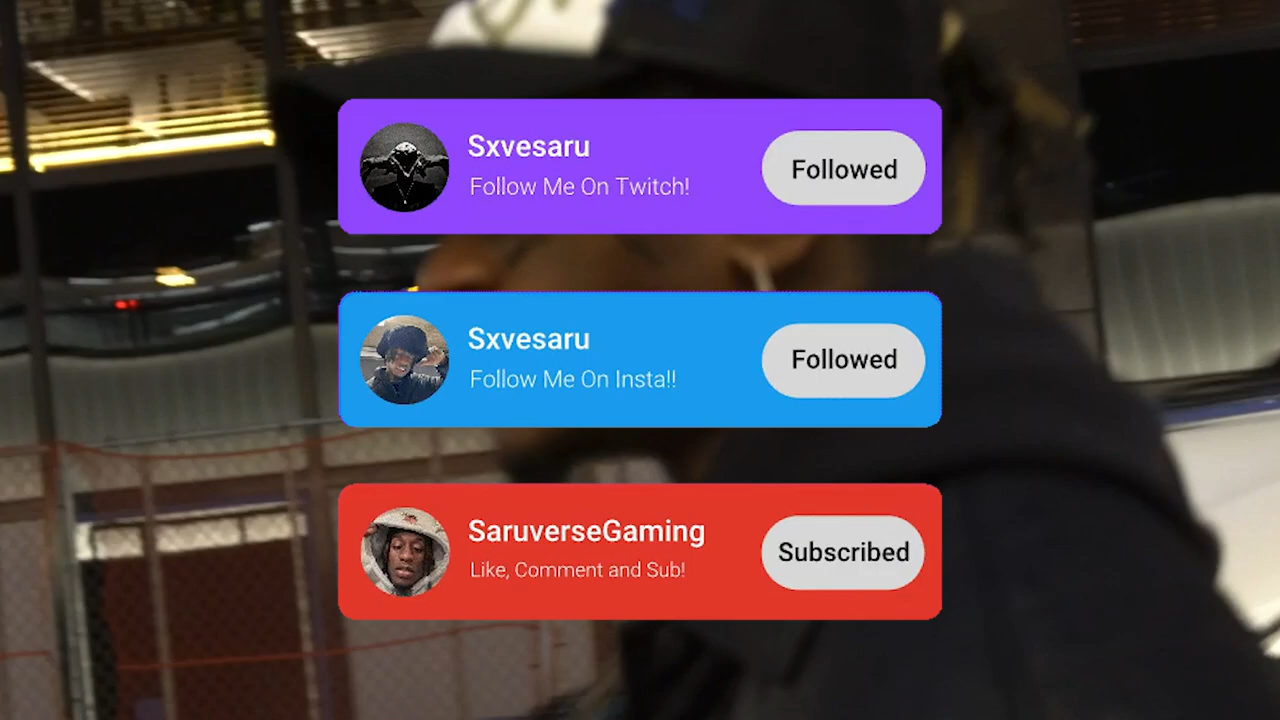 Sxvesaru
Follow Me On Twitch!
Followed
Sxvesaru
Follow Me On Insta!!
Followed
SaruverseGaming
Like, Comment and Sub!
Subscribed